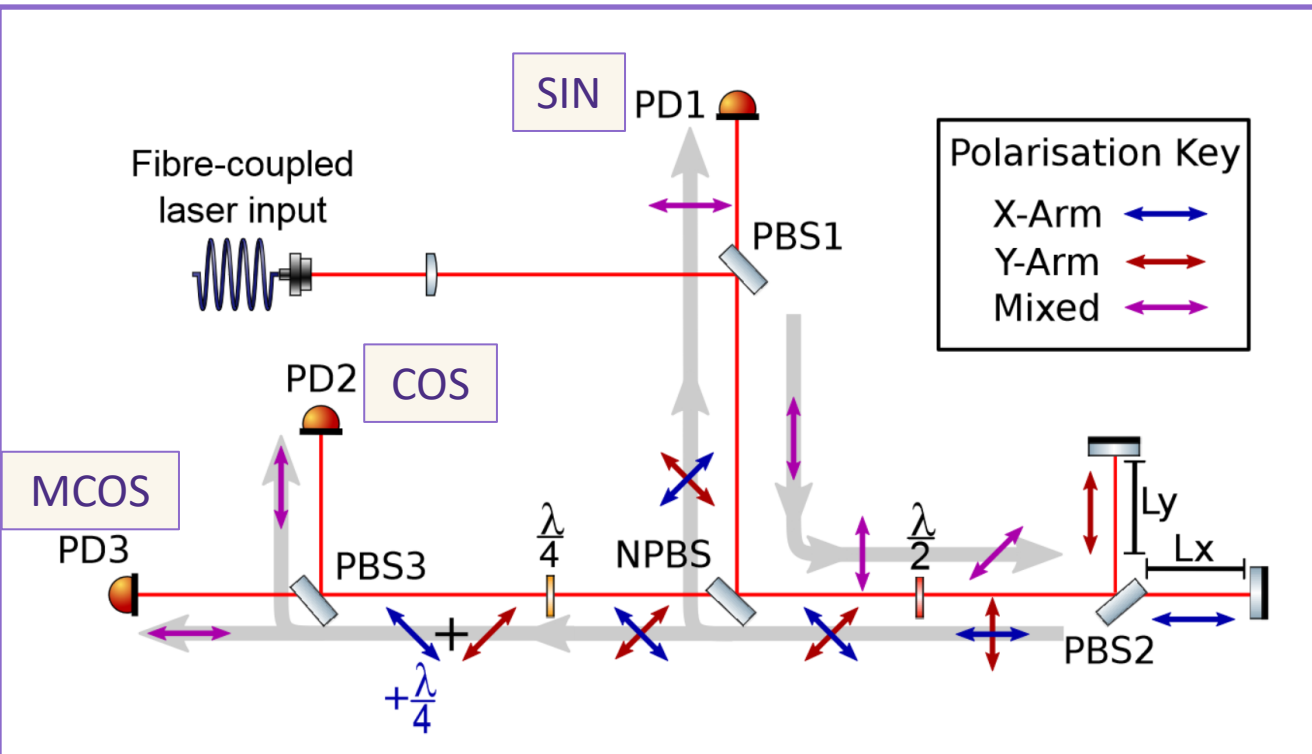 SIN
PD1
Fibre-coupled
laser input
PBS1
Polarisation Key
X-Arm
Y-Arm
Mixed
PD2
COS
MCOS
PD3
PBS3
λ
4
NPBS
λ
2
Ly
Lx
PBS2
+
+λ
4